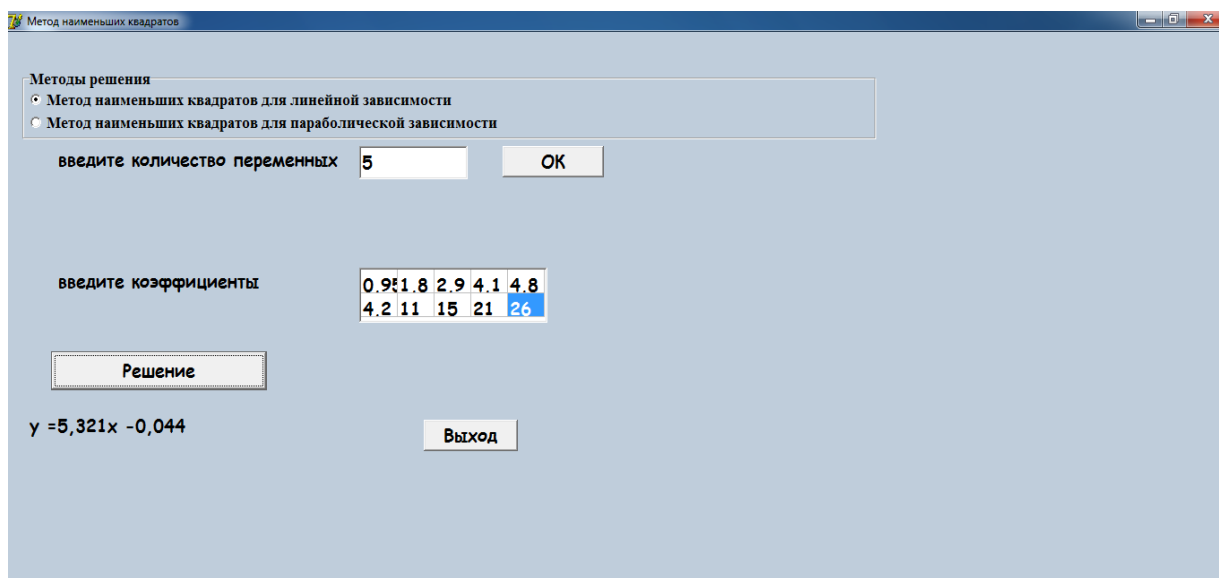 Метод наименьших квадратов
Методы решения
Метод наименьших квадратов для линейной зависимости
Метод наименьших квадратов для параболической зависимости
введите количество переменных 5 OK
введите коэффициенты
0.95 1.8 2.9 4.1 4.8
4.2 11 15 21 26
Решение
y =5,321x -0,044
Выход